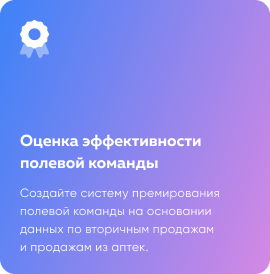 Оценка эффективности
полевой команды
Создайте систему премирования
полевой команды на основании
данных по вторичным продажам
и продажам из аптек.